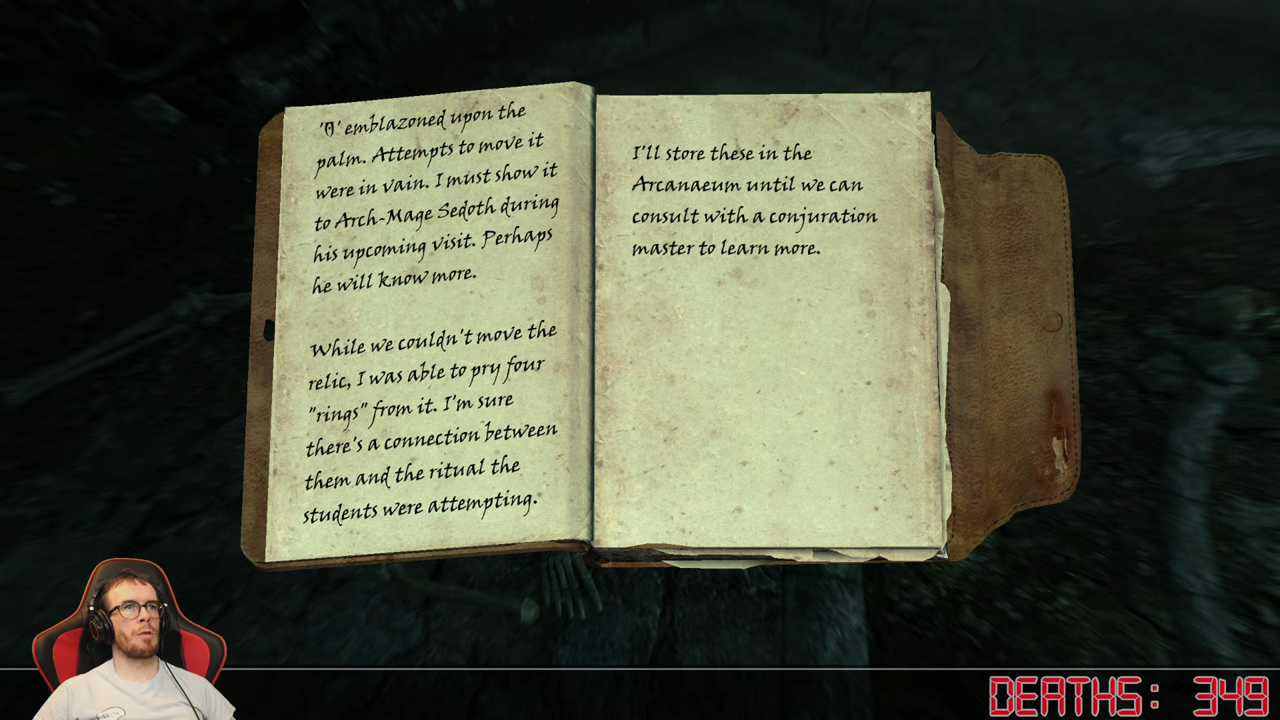 'O' emblazoned upon the
palm. Attempts to move it
were in vain. I must show it
to Arch-Mage Sedoth during
his upcoming visit. Perhaps
he will know more.
While we couldn't move the
relic, I was able to pry four
"rings" from it. I'm sure
there's a connection between
them and the ritual the
students were attempting.
I'll store these in the
Arcanaeum until we can
consult with a conjuration
master to learn more.
DEATHS: 349